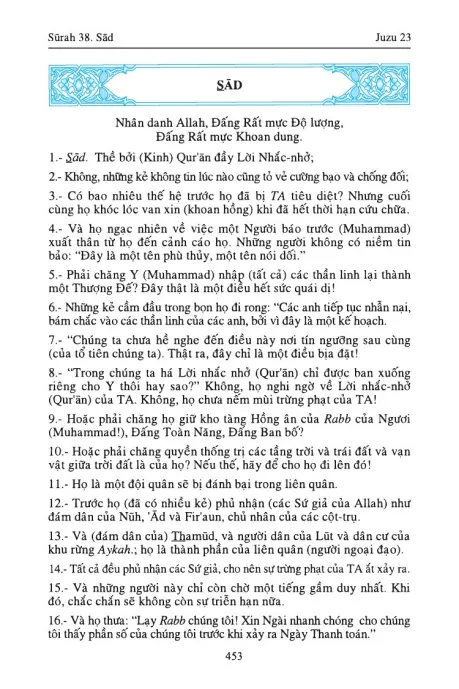 Sūrah 38. Sād
Juzu 23
SĀD
Nhân danh Allah, Đấng Rất mực Độ lượng,
Đấng Rất mực Khoan dung.
1.- Sād. Thề bởi (Kinh) Qur'ān đầy Lời Nhắc-nhở;
2.- Không, những kẻ không tin lúc nào cũng tỏ vẻ cường bạo và chống đối;
3.- Có bao nhiêu thế hệ trước họ đã bị TA tiêu diệt? Nhưng cuối
cùng họ khóc lóc van xin (khoan hồng) khi đã hết thời hạn cứu chữa.
4.- Và họ ngạc nhiên về việc một Người báo trước (Muhammad)
xuất thân từ họ đến cảnh cáo họ. Những người không có niềm tin
bảo: “Đây là một tên phù thủy, một tên nói dối.”
5.- Phải chăng Y (Muhammad) nhập (tất cả) các thần linh lại thành
một Thượng Đế? Đây thật là một điều hết sức quái dị!
6.- Những kẻ cầm đầu trong bọn họ đi rong: “Các anh tiếp tục nhẫn nại,
bám chắc vào các thần linh của các anh, bởi vì đây là một kế hoạch.
7.- “Chúng ta chưa hề nghe đến điều này nơi tín ngưỡng sau cùng
(của tổ tiên chúng ta). Thật ra, đây chỉ là một điều bịa đặt!
8.- “Trong chúng ta há Lời nhắc nhở (Qur'ān) chỉ được ban xuống
riêng cho Y thôi hay sao?” Không, họ nghi ngờ về Lời nhắc-nhở
(Qur'ān) của TA. Không, họ chưa nếm mùi trừng phạt của TA!
9.- Hoặc phải chăng họ giữ kho tàng Hồng ân của Rabb của Ngươi
(Muhammad!), Đấng Toàn Năng, Đấng Ban bố?
10.- Hoặc phải chăng quyền thống trị các tầng trời và trái đất và vạn
vật giữa trời đất là của họ? Nếu thế, hãy để cho họ đi lên đó!
11.- Họ là một đội quân sẽ bị đánh bại trong liên quân.
12.- Trước họ (đã có nhiều kẻ) phủ nhận (các Sứ giả của Allah) như
đám dân của Nūh, 'Ād và Fir'aun, chủ nhân của các cột-trụ.
13.- Và (đám dân của) Thamūd, và người dân của Lūt và dân cư của
khu rừng Aykah.; họ là thành phần của liên quân (người ngoại đạo).
14.- Tất cả đều phủ nhận các Sứ giả, cho nên sự trừng phạt của TA ắt xảy ra.
15.- Và những người này chỉ còn chờ một tiếng gầm duy nhất. Khi
đó, chắc chắn sẽ không còn sự triễn hạn nữa.
16.- Và họ thưa: “Lạy Rabb chúng tôi! Xin Ngài nhanh chóng cho chúng
tôi thấy phần số của chúng tôi trước khi xảy ra Ngày Thanh toán.”
453